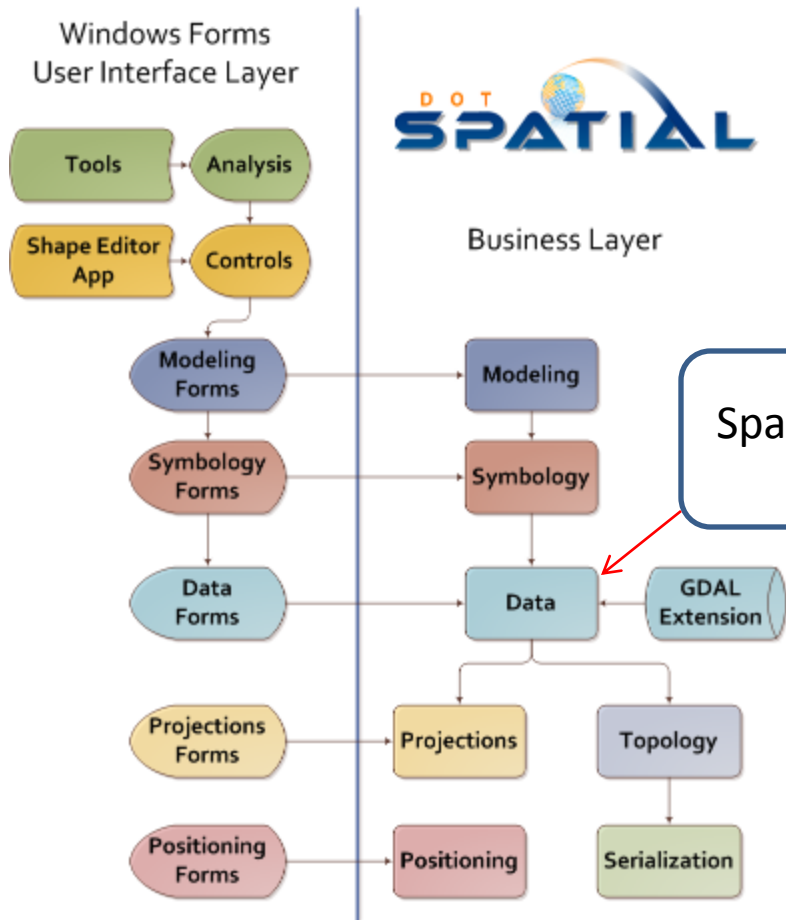 Windows Forms
User Interface Layer
DOT
SPATIAL
Business Layer
Tools
Analysis
Shape Editor
App
Controls
Modeling
Forms
Modeling
Symbology
Forms
Symbology
Data
Forms
Data
GDAL
Extension
Projections
Forms
Projections
Topology
Positioning
Forms
Positioning
Serialization